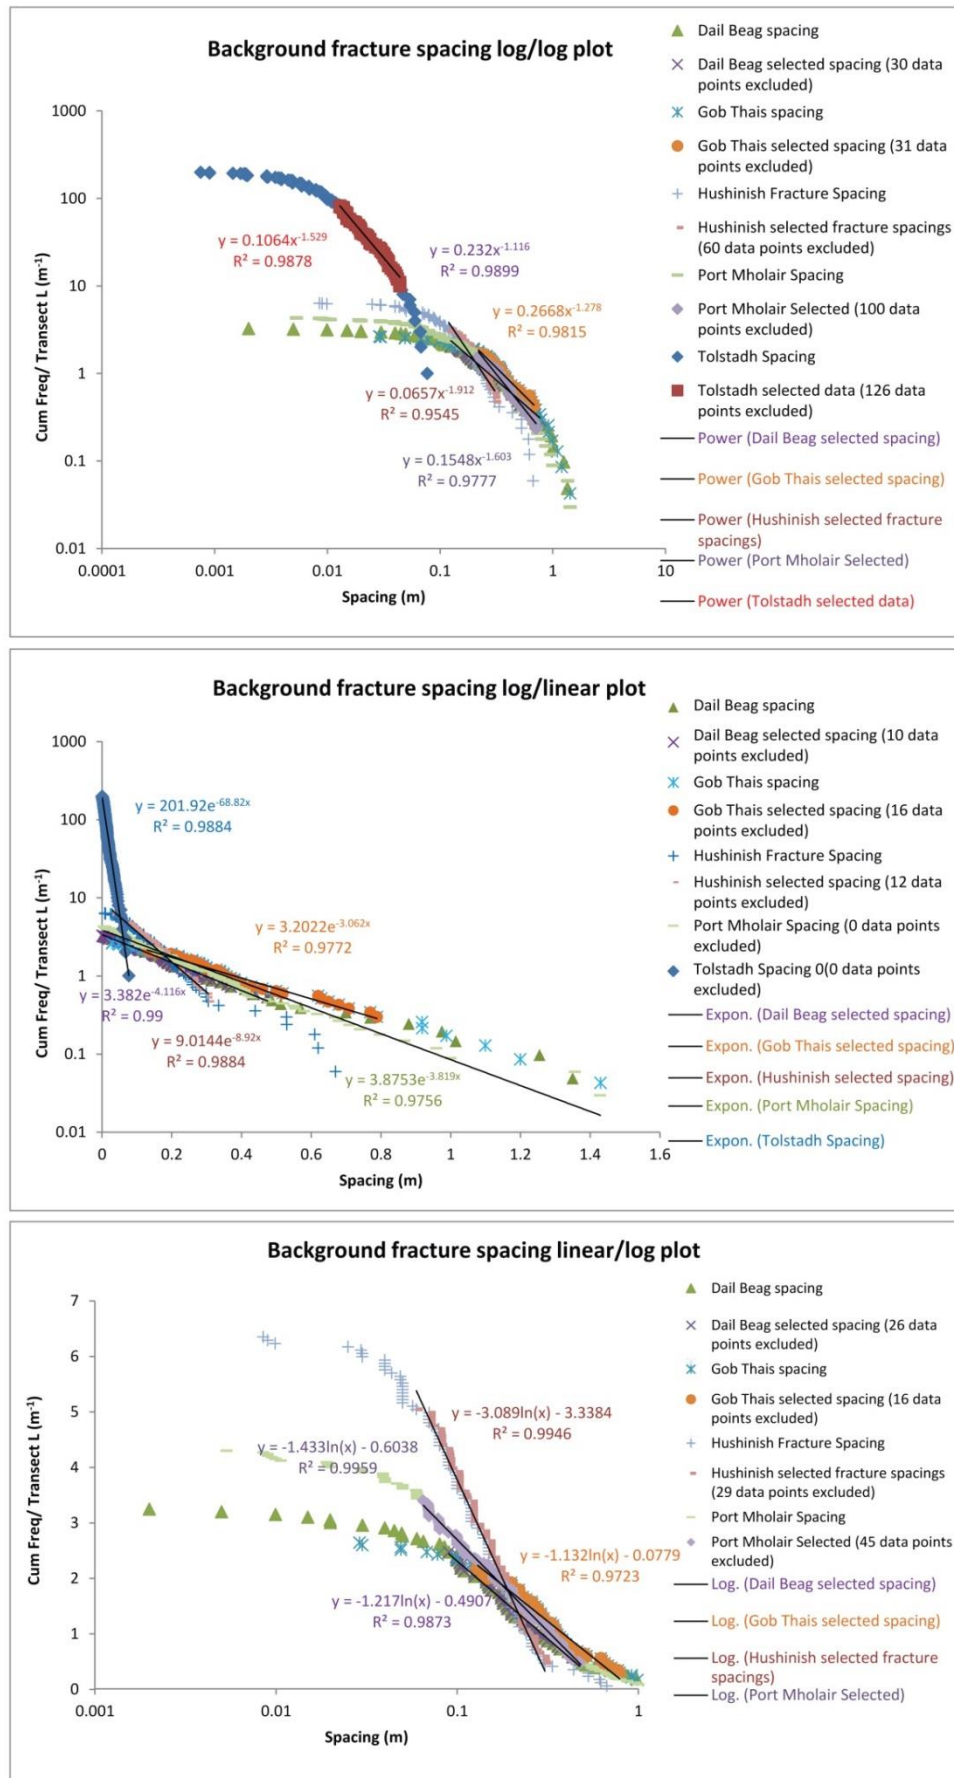 Background fracture spacing log/log plot
Cum Freq/ Transect L (m⁻¹)
1000
100
10
1
0.1
0.01
0.0001
0.001
0.01
0.1
1
10
Spacing (m)
y = 0.1064x^-1.529
R² = 0.9878
y = 0.232x^-1.116
R² = 0.9899
y = 0.2668x^-1.278
R² = 0.9815
y = 0.0657x^-1.912
R² = 0.9545
y = 0.1548x^-1.603
R² = 0.9777
Dail Beag spacing
Dail Beag selected spacing (30 data
points excluded)
Gob Thais spacing
Gob Thais selected spacing (31 data
points excluded)
Hushinish Fracture Spacing
Hushinish selected fracture spacings
(60 data points excluded)
Port Mholair Spacing
Port Mholair Selected (100 data
points excluded)
Tolstadh Spacing
Tolstadh selected data (126 data
points excluded)
Power (Dail Beag selected spacing)
Power (Gob Thais selected spacing)
Power (Hushinish selected fracture
spacings)
Power (Port Mholair Selected)
Power (Tolstadh selected data)
Background fracture spacing log/linear plot
Cum Freq/ Transect L (m⁻¹)
1000
100
10
1
0.1
0.01
0
0.2
0.4
0.6
0.8
1
1.2
1.4
1.6
Spacing (m)
y = 201.92e^-68.82x
R² = 0.9884
y = 3.2022e^-3.062x
R² = 0.9772
y = 3.382e^-4.116x
R² = 0.99
y = 9.0144e^-8.92x
R² = 0.9884
y = 3.8753e^-3.819x
R² = 0.9756
Dail Beag spacing
Dail Beag selected spacing (10 data
points excluded)
Gob Thais spacing
Gob Thais selected spacing (16 data
points excluded)
Hushinish Fracture Spacing
Hushinish selected spacing (12 data
points excluded)
Port Mholair Spacing (0 data points
excluded)
Tolstadh Spacing 0(0 data points
excluded)
Expon. (Dail Beag selected spacing)
Expon. (Gob Thais selected spacing)
Expon. (Hushinish selected spacing)
Expon. (Port Mholair Spacing)
Expon. (Tolstadh Spacing)
Background fracture spacing linear/log plot
Cum Freq/ Transect L (m⁻¹)
7
6
5
4
3
2
1
0
0.001
0.01
0.1
1
Spacing (m)
y = -3.089ln(x) - 3.3384
R² = 0.9946
y = -1.433ln(x) - 0.6038
R² = 0.9959
y = -1.132ln(x) - 0.0779
R² = 0.9723
y = -1.217ln(x) - 0.4907
R² = 0.9873
Dail Beag spacing
Dail Beag selected spacing (26 data
points excluded)
Gob Thais spacing
Gob Thais selected spacing (16 data
points excluded)
Hushinish Fracture Spacing
Hushinish selected fracture spacings
(29 data points excluded)
Port Mholair Spacing
Port Mholair Selected (45 data points
excluded)
Log. (Dail Beag selected spacing)
Log. (Gob Thais selected spacing)
Log. (Hushinish selected fracture
spacings)
Log. (Port Mholair Selected)